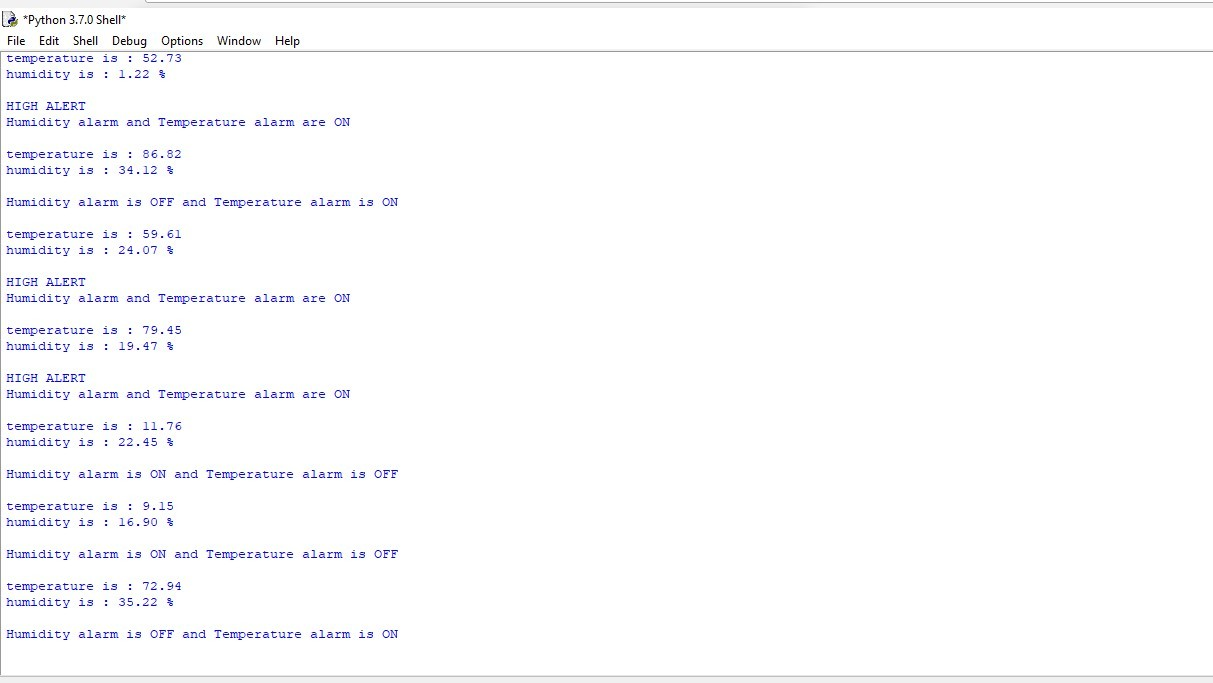 *Python 3.7.0 Shell*
File Edit Shell Debug Options Window Help
temperature is : 52.73
humidity is : 1.22 %
HIGH ALERT
Humidity alarm and Temperature alarm are ON
temperature is : 86.82
humidity is : 34.12 %
Humidity alarm is OFF and Temperature alarm is ON
temperature is : 59.61
humidity is : 24.07 %
HIGH ALERT
Humidity alarm and Temperature alarm are ON
temperature is : 79.45
humidity is : 19.47 %
HIGH ALERT
Humidity alarm and Temperature alarm are ON
temperature is : 11.76
humidity is : 22.45 %
Humidity alarm is ON and Temperature alarm is OFF
temperature is : 9.15
humidity is : 16.90 %
Humidity alarm is ON and Temperature alarm is OFF
temperature is : 72.94
humidity is : 35.22 %
Humidity alarm is OFF and Temperature alarm is ON